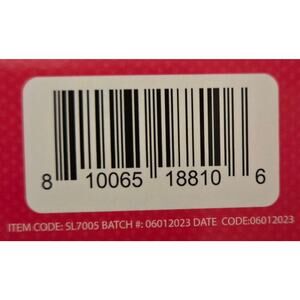 8 10065 18810 6
ITEM CODE: SL7005 BATCH #: 06012023 DATE CODE:06012023